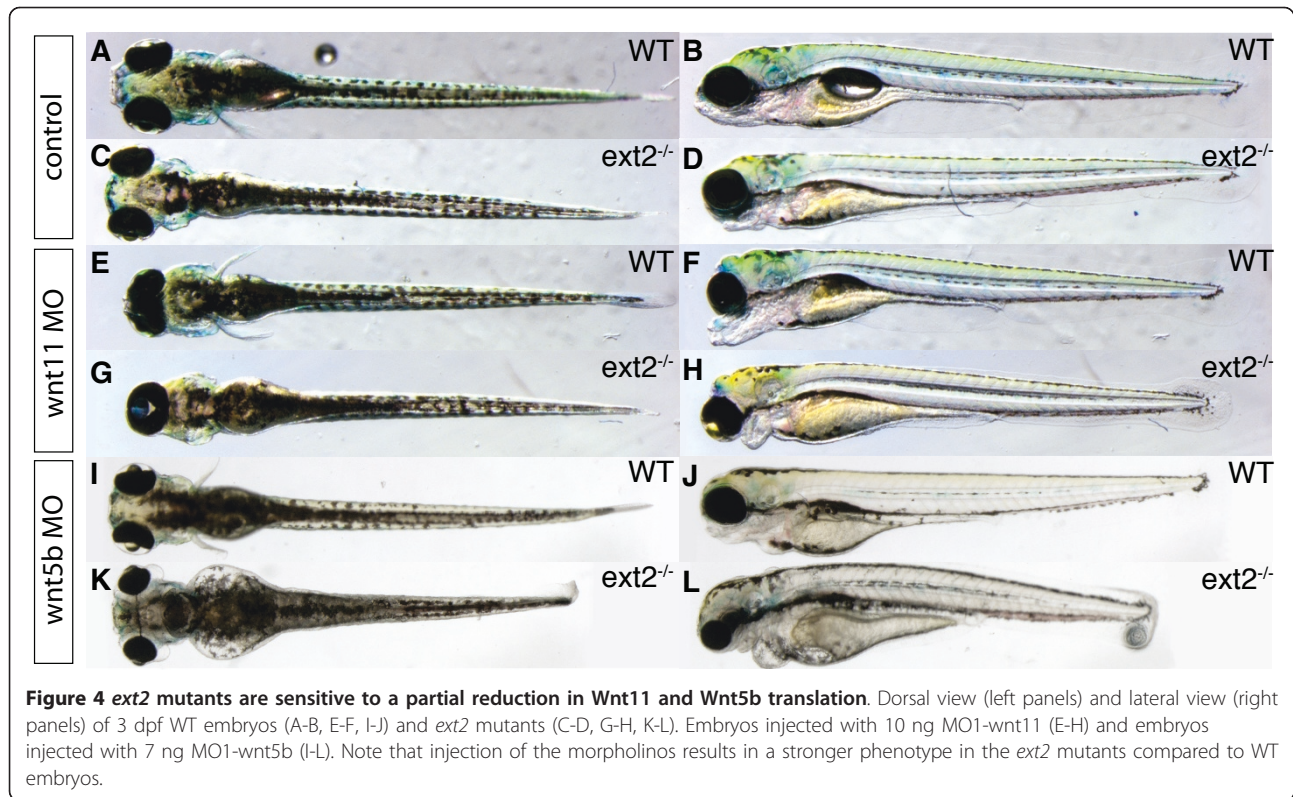 control
wnt11 MO
wnt5b MO
A WT
B WT
C ext2-/-
D ext2-/-
E WT
F WT
G ext2-/-
H ext2-/-
I WT
J WT
K ext2-/-
L ext2-/-
Figure 4 ext2 mutants are sensitive to a partial reduction in Wnt11 and Wnt5b translation. Dorsal view (left panels) and lateral view (right
panels) of 3 dpf WT embryos (A-B, E-F, I-J) and ext2 mutants (C-D, G-H, K-L). Embryos injected with 10 ng MO1-wnt11 (E-H) and embryos
injected with 7 ng MO1-wnt5b (I-L). Note that injection of the morpholinos results in a stronger phenotype in the ext2 mutants compared to WT
embryos.